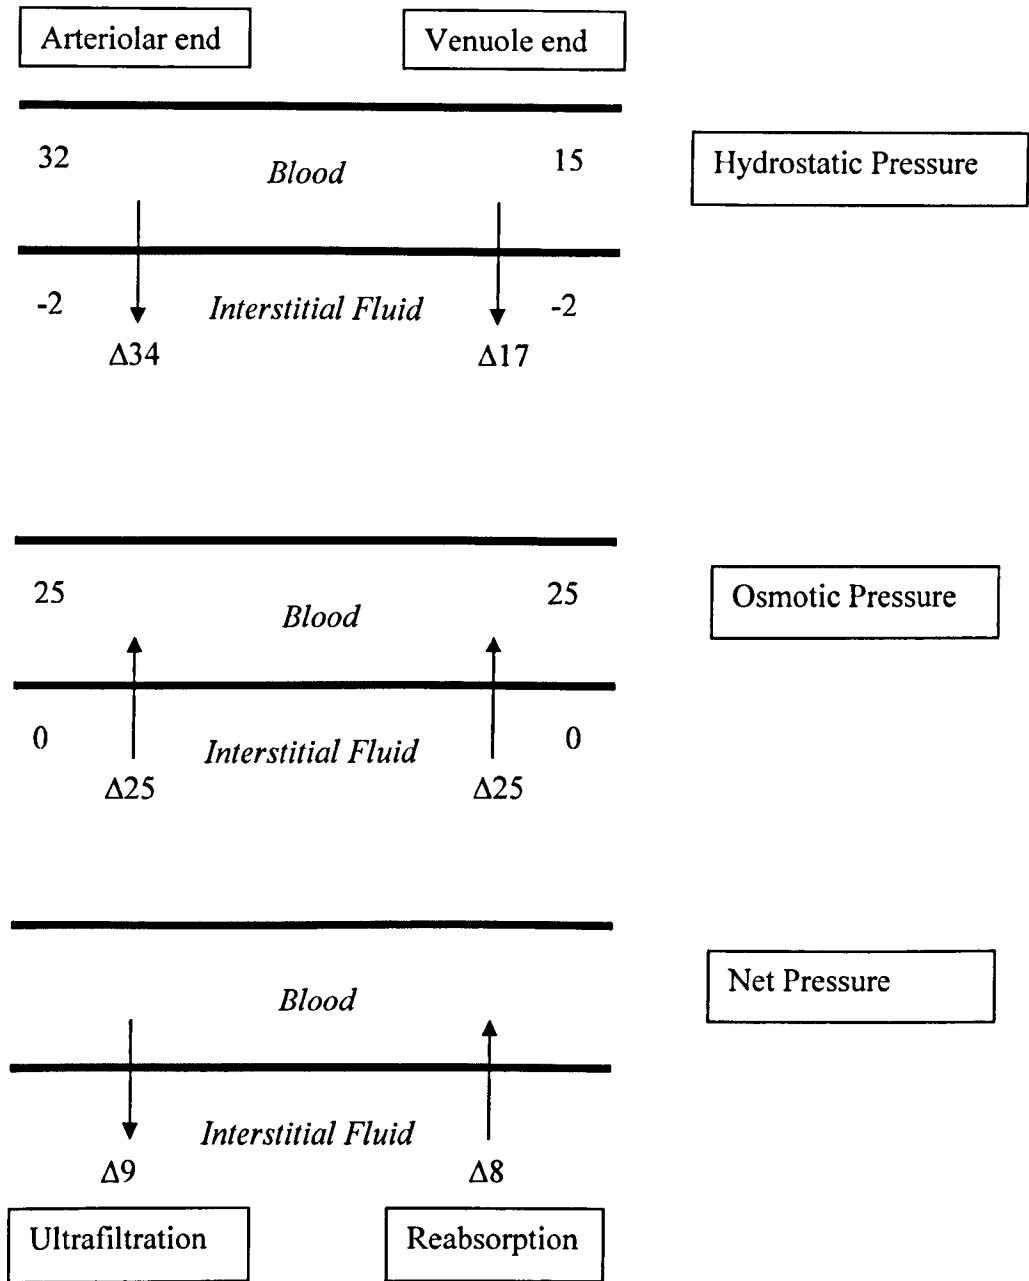 Arteriolar end
Venuole end
32
Blood
15
Hydrostatic Pressure
-2
Interstitial Fluid
-2
Δ34
Δ17
25
Blood
25
Osmotic Pressure
0
Interstitial Fluid
0
Δ25
Δ25
Blood
Net Pressure
Interstitial Fluid
Δ9
Δ8
Ultrafiltration
Reabsorption